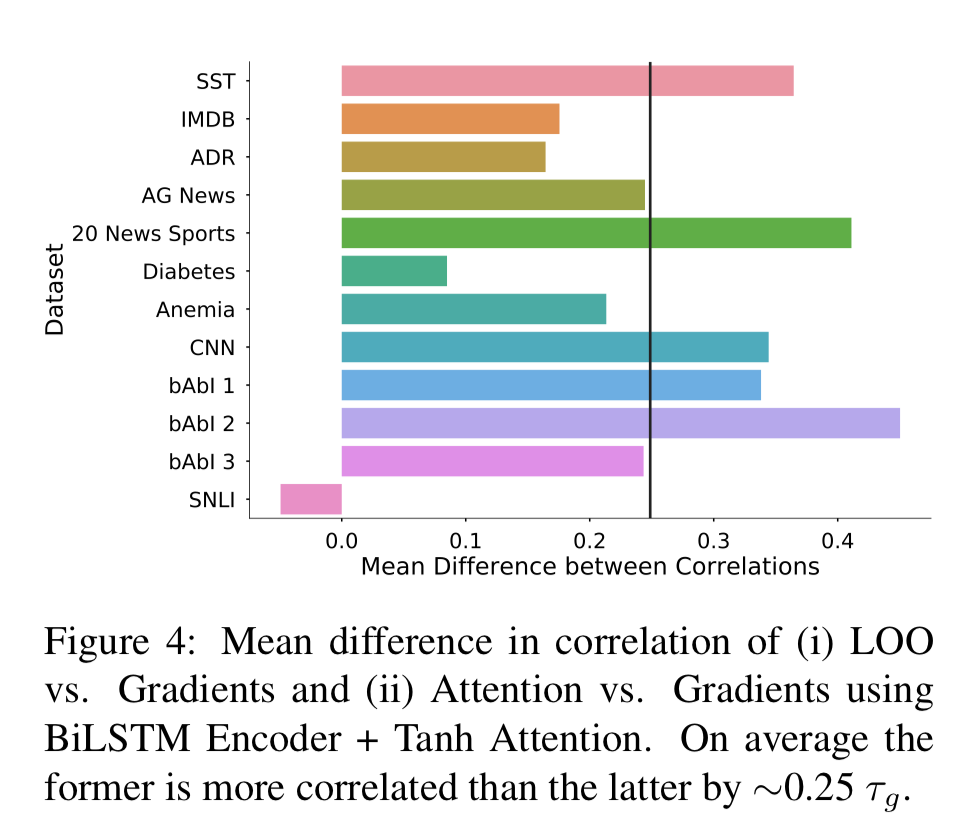 SST
IMDB
ADR
AG News
20 News Sports
Diabetes
Anemia
CNN
bAbI 1
bAbI 2
bAbI 3
SNLI
Dataset
0.0 0.1 0.2 0.3 0.4
Mean Difference between Correlations
Figure 4: Mean difference in correlation of (i) LOO
vs. Gradients and (ii) Attention vs. Gradients using
BiLSTM Encoder + Tanh Attention. On average the
former is more correlated than the latter by ∼0.25 τg.